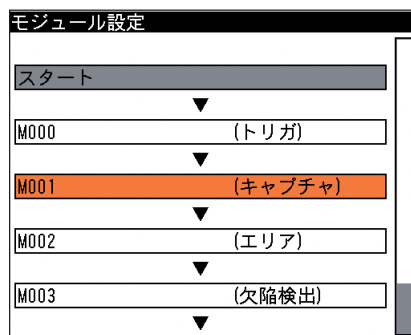 モジュール設定
スタート
▼
M000 (トリガ)
▼
M001 (キャプチャ)
▼
M002 (エリア)
▼
M003 (欠陥検出)
▼